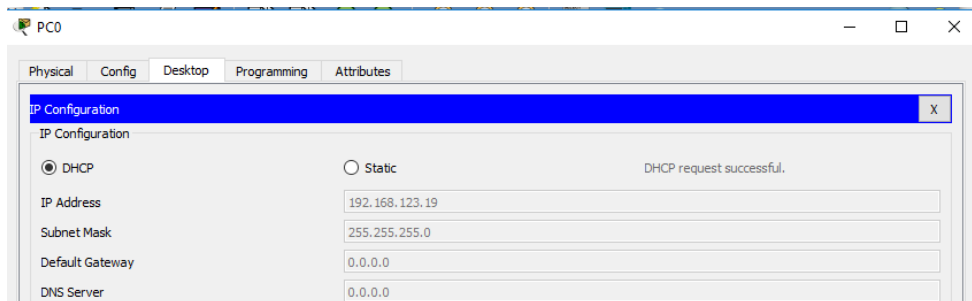 PC0
Physical Config Desktop Programming Attributes
IP Configuration X
IP Configuration
DHCP Static DHCP request successful.
IP Address 192.168.123.19
Subnet Mask 255.255.255.0
Default Gateway 0.0.0.0
DNS Server 0.0.0.0